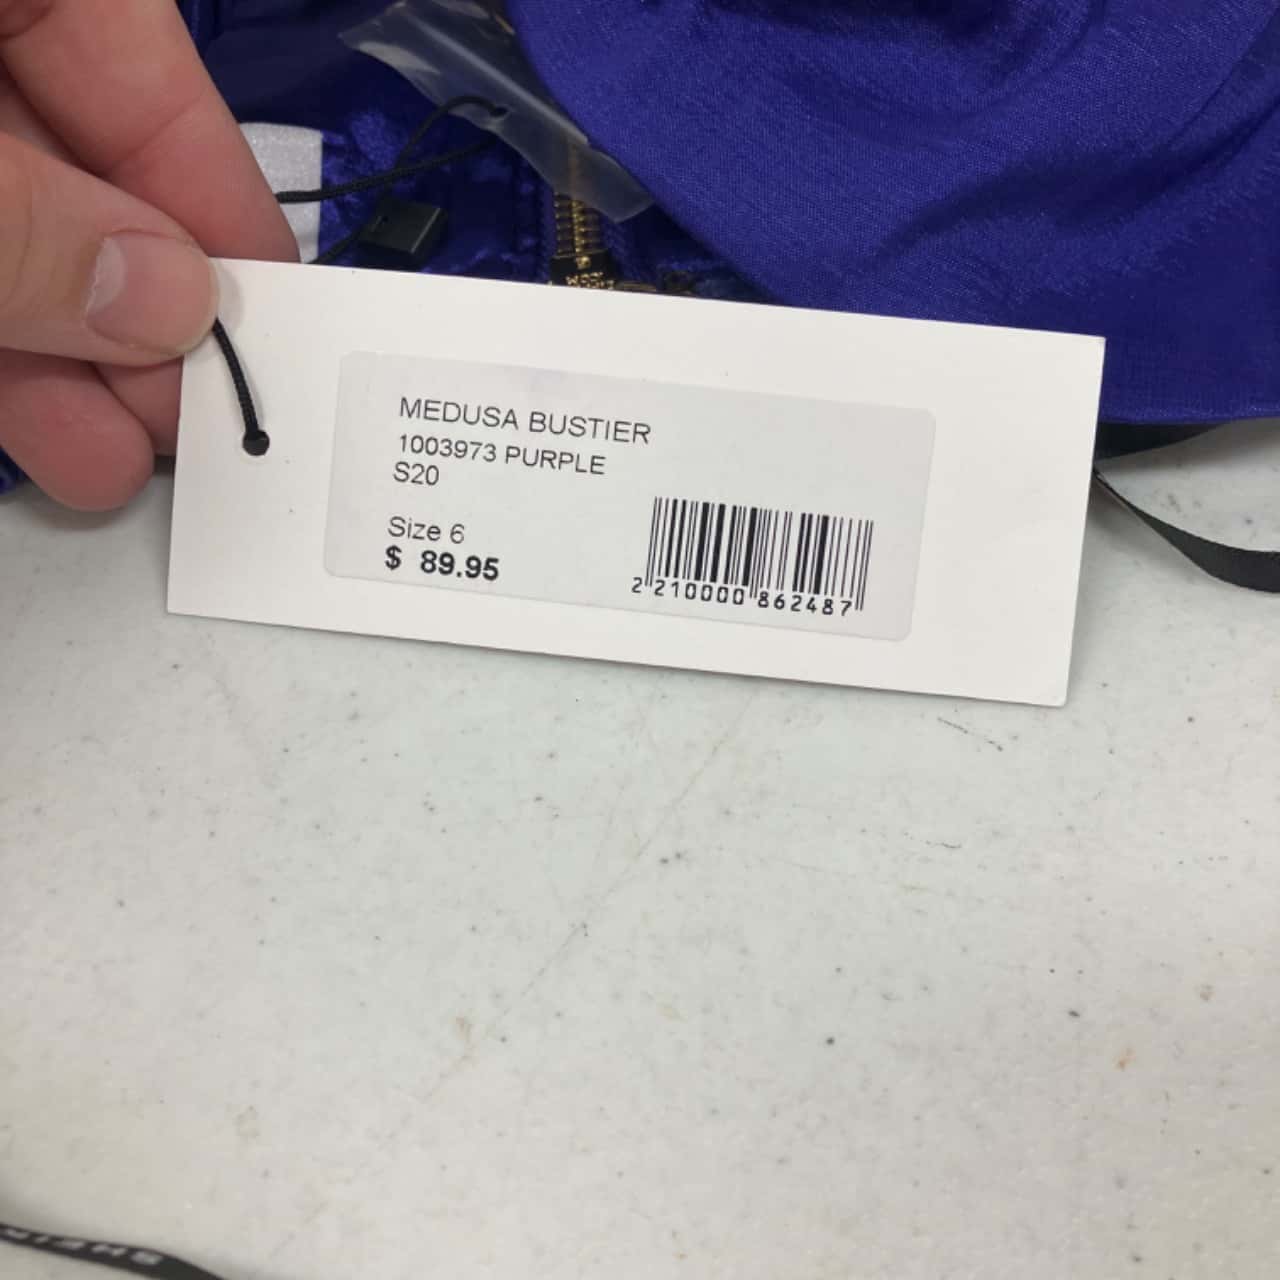 MEDUSA BUSTIER
1003973 PURPLE
S20
Size 6
$ 89.95
2 210000 862487